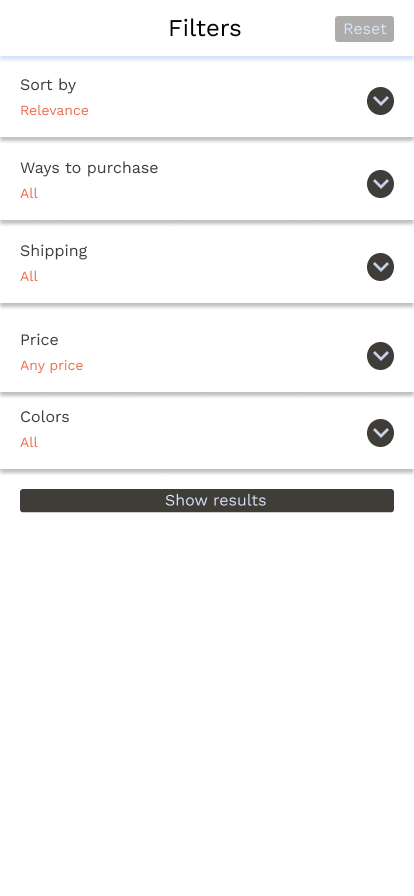 Filters
Reset
Sort by
Relevance
Ways to purchase
All
Shipping
All
Price
Any price
Colors
All
Show results